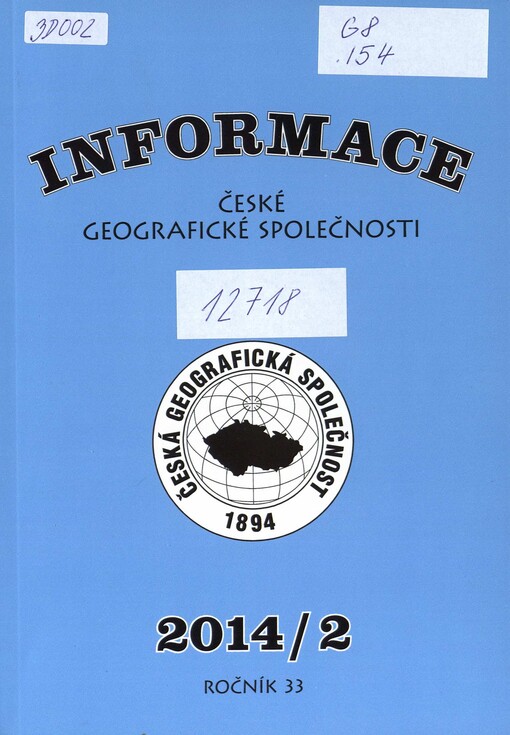 3D002
G8
.154
INFORMACE
ČESKÉ
GEOGRAFICKÉ SPOLEČNOSTI
12718
ČESKÁ GEOGRAFICKÁ SPOLEČNOST
1894
2014/2
ROČNÍK 33